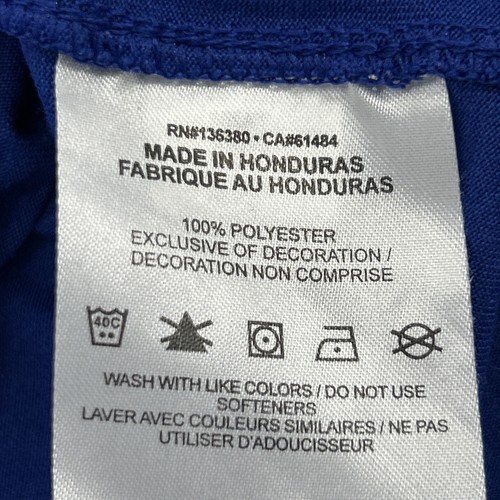 RN#136380 • CA#61484
MADE IN HONDURAS
FABRIQUE AU HONDURAS
100% POLYESTER
EXCLUSIVE OF DECORATION /
DECORATION NON COMPRISE
40C
WASH WITH LIKE COLORS / DO NOT USE
SOFTENERS
LAVER AVEC COULEURS SIMILAIRES / NE PAS
UTILISER D'ADOUCISSEUR